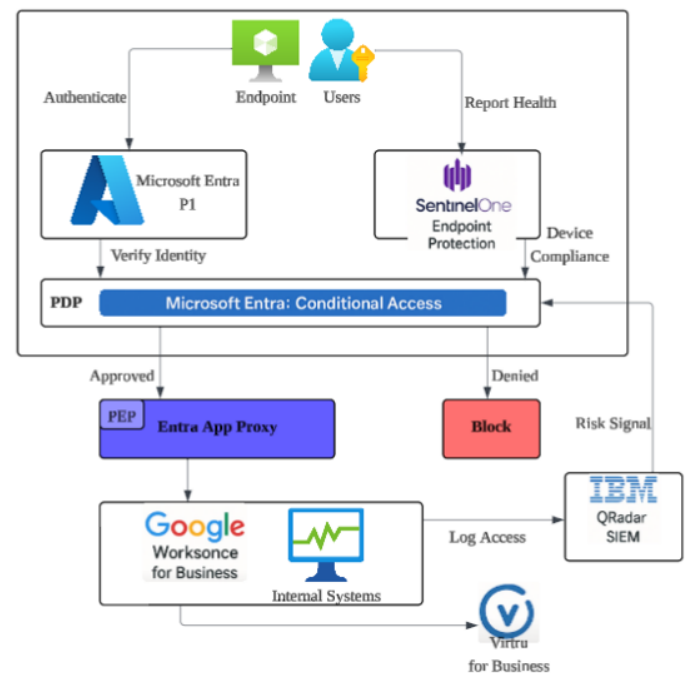 Endpoint
Users
Authenticate
Report Health
Microsoft Entra
P1
SentinelOne
Endpoint
Protection
Verify Identity
Device
Compliance
PDP
Microsoft Entra: Conditional Access
Approved
Denied
PEP
Entra App Proxy
Block
Risk Signal
Google
Worksonce
for Business
Internal Systems
Log Access
IBM
QRadar
SIEM
Virtru
for Business